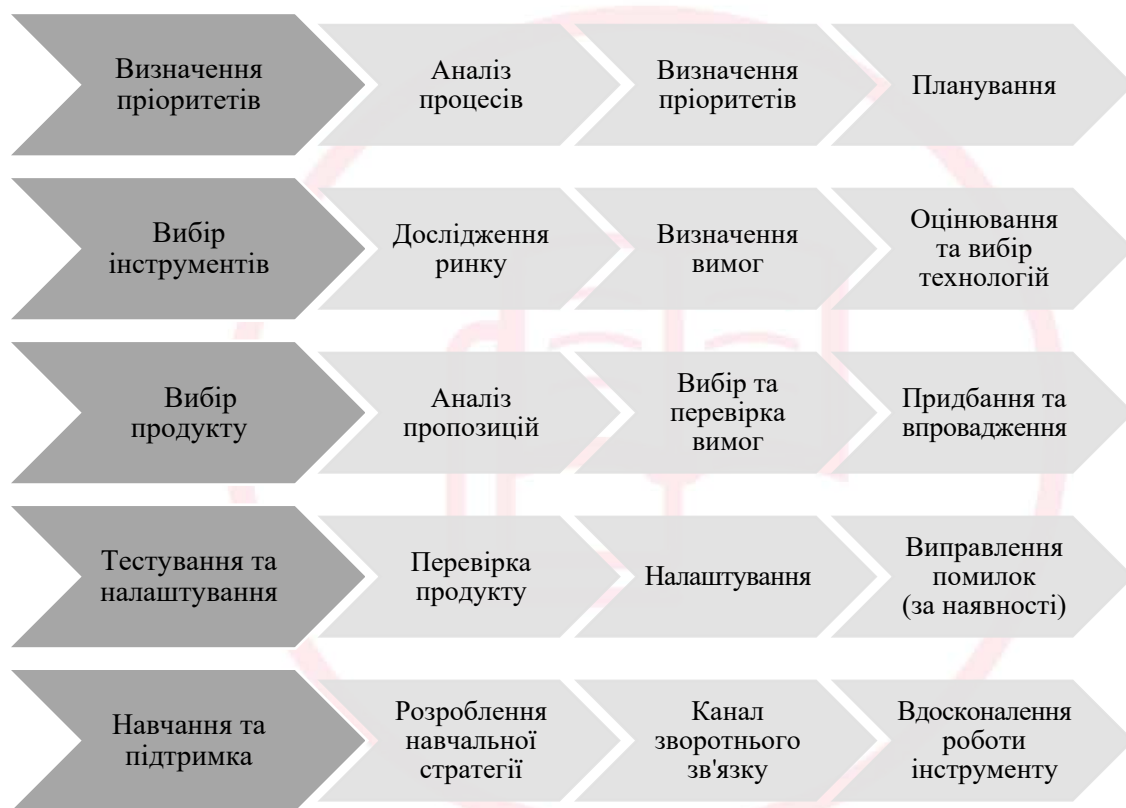 Визначення
пріоритетів
Аналіз
процесів
Визначення
пріоритетів
Планування
Вибір
інструментів
Дослідження
ринку
Визначення
вимог
Оцінювання
та вибір
технологій
Вибір
продукту
Аналіз
пропозицій
Вибір та
перевірка
вимог
Придбання та
впровадження
Тестування та
налаштування
Перевірка
продукту
Налаштування
Виправлення
помилок
(за наявності)
Навчання та
підтримка
Розроблення
навчальної
стратегії
Канал
зворотнього
зв'язку
Вдосконалення
роботи
інструменту